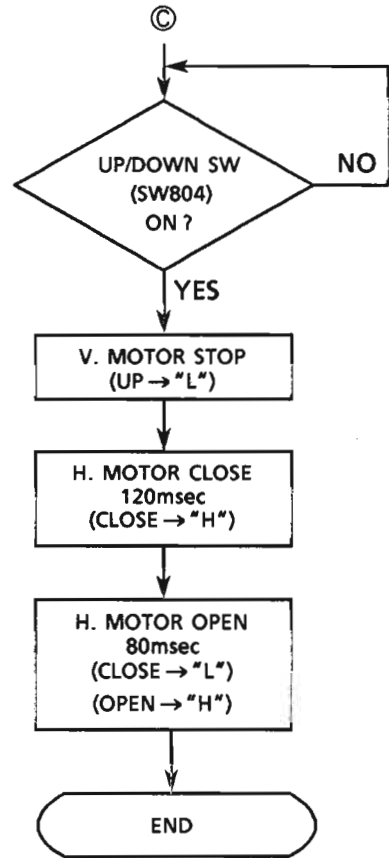 Ⓒ
UP/DOWN SW
(SW804)
ON ?
NO
YES
V. MOTOR STOP
(UP → "L")
H. MOTOR CLOSE
120msec
(CLOSE → "H")
H. MOTOR OPEN
80msec
(CLOSE → "L")
(OPEN → "H")
END